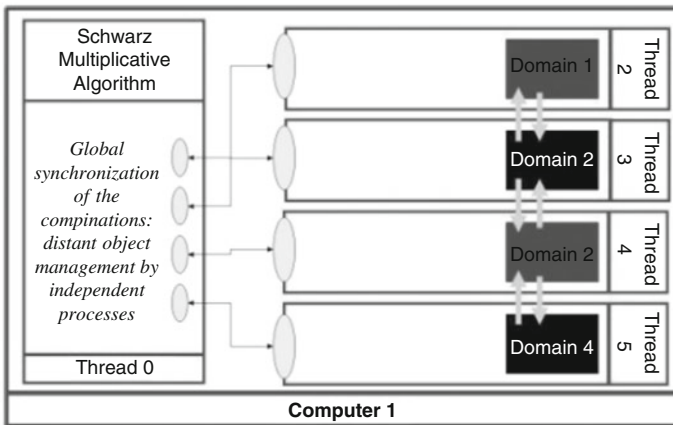 Schwarz
Multiplicative
Algorithm
Global
synchronization
of the
compinations:
distant object
management by
independent
processes
Thread 0
Domain 1
Thread
2
Domain 2
Thread
3
Domain 2
Thread
4
Domain 4
Thread
5
Computer 1